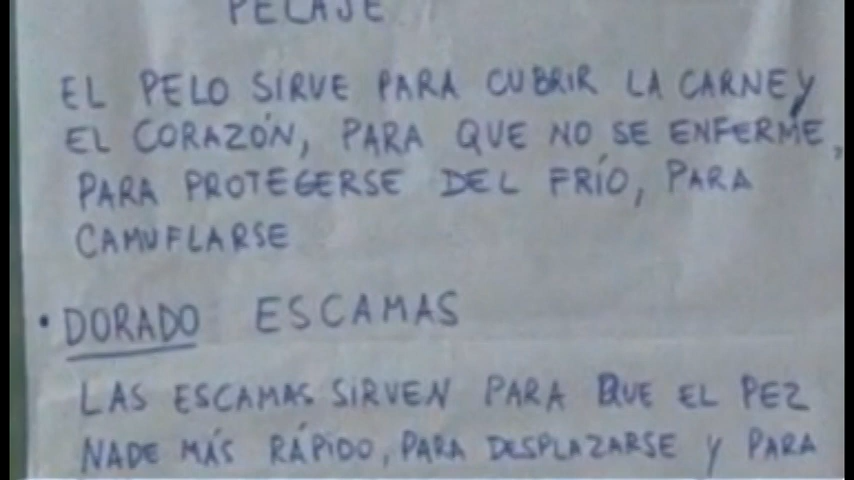 PELAJE
EL PELO SIRVE PARA CUBRIR LA CARNE Y
EL CORAZÓN, PARA QUE NO SE ENFERME,
PARA PROTEGERSE DEL FRÍO, PARA
CAMUFLARSE
• DORADO ESCAMAS
LAS ESCAMAS SIRVEN PARA QUE EL PEZ
NADE MÁS RÁPIDO, PARA DESPLAZARSE Y PARA